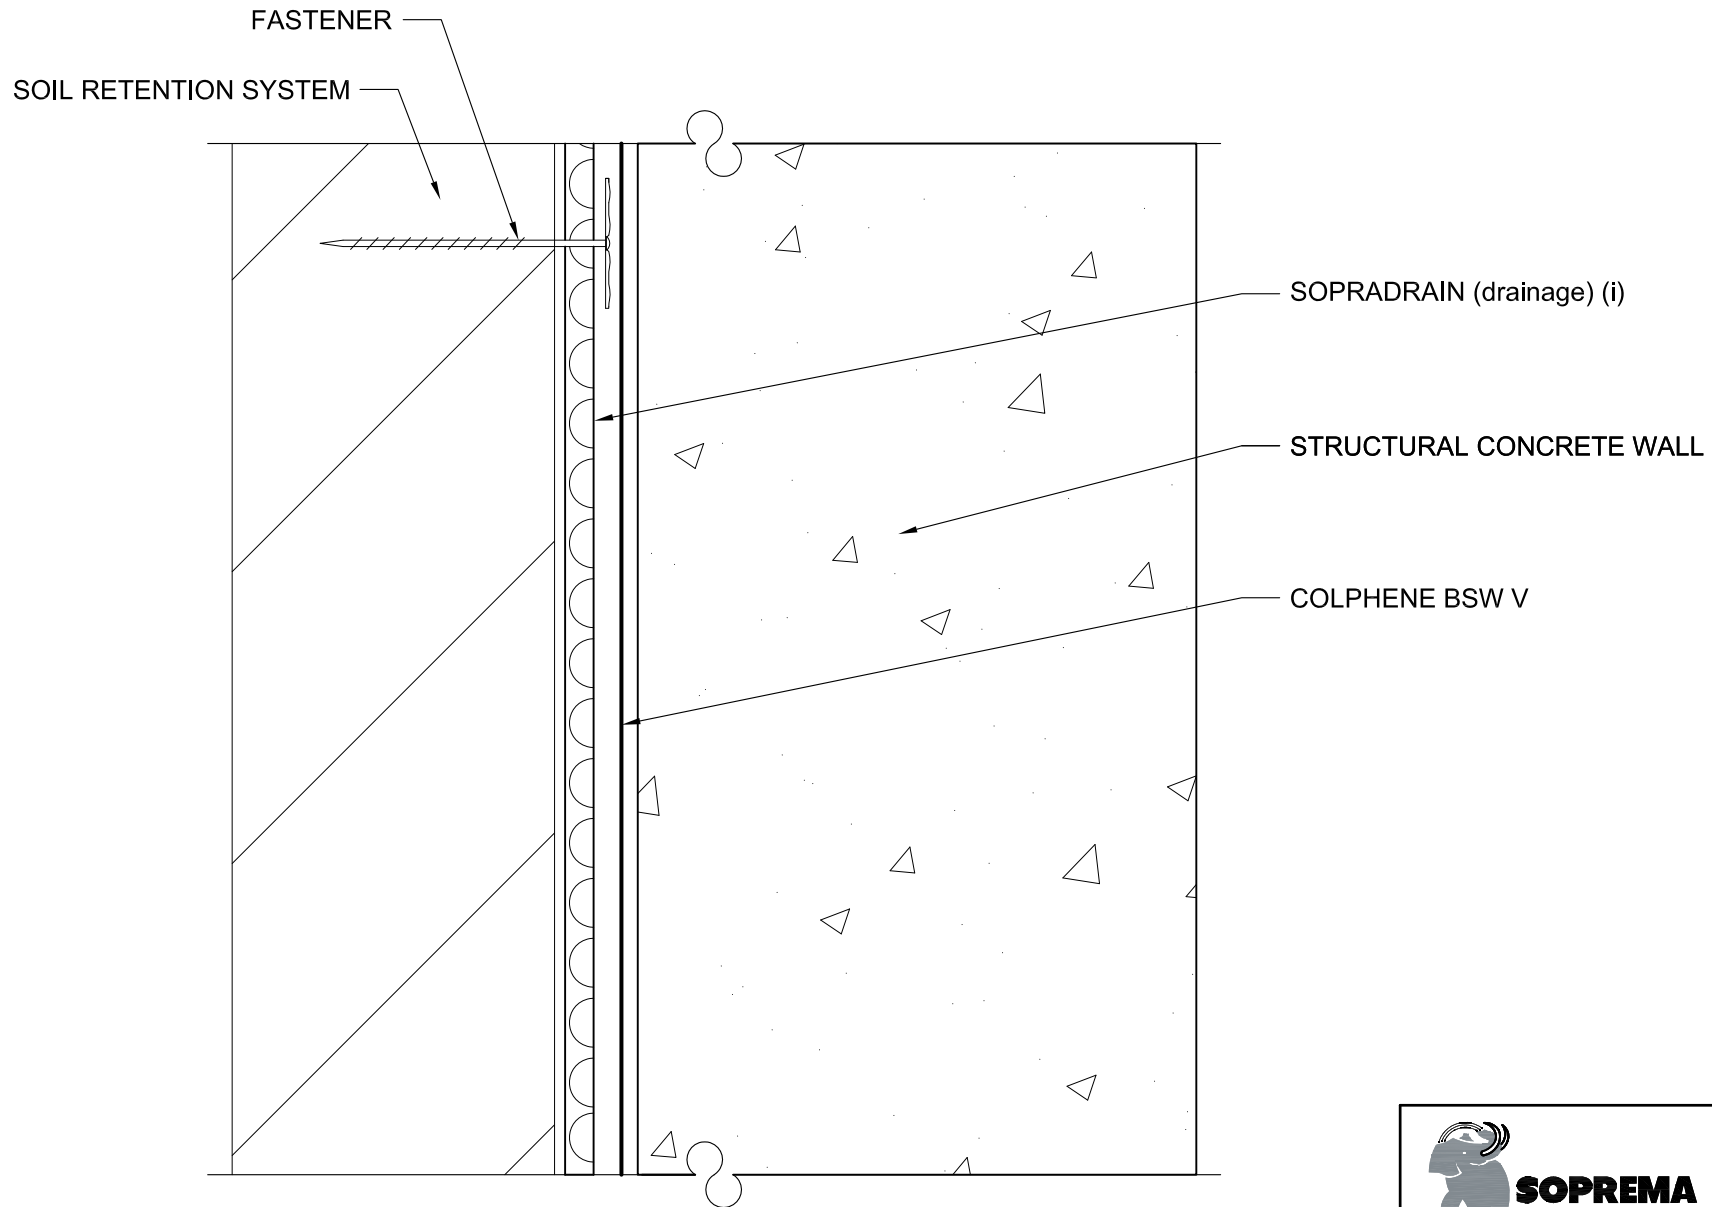 FASTENER
SOIL RETENTION SYSTEM
SOPRADRAIN (drainage) (i)
STRUCTURAL CONCRETE WALL
COLPHENE BSW V
SOPREMA